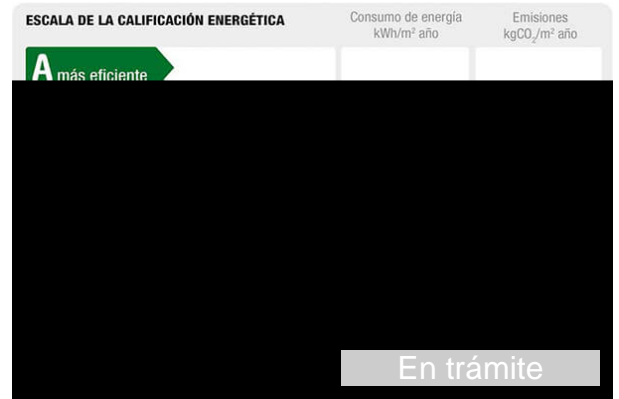 ESCALA DE LA CALIFICACIÓN ENERGÉTICA
Consumo de energía
kWh/m² año
Emisiones
kgCO₂/m² año
A más eficiente
En trámite